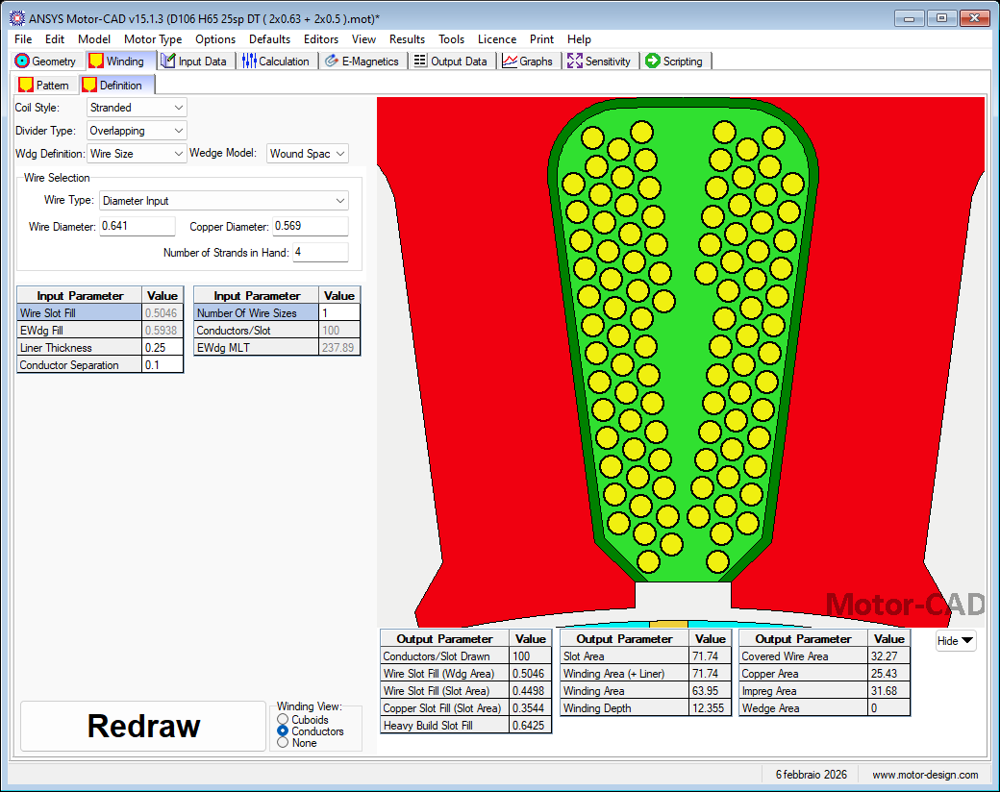 ANSYS Motor-CAD v15.1.3 (D106 H65 25sp DT ( 2x0.63 + 2x0.5 ).mot)*
File Edit Model Motor Type Options Defaults Editors View Results Tools Licence Print Help
Geometry Winding Input Data Calculation E-Magnetics Output Data Graphs Sensitivity Scripting
Pattern Definition
Coil Style: Stranded
Divider Type: Overlapping
Wdg Definition: Wire Size Wedge Model: Wound Spac
Wire Selection
Wire Type: Diameter Input
Wire Diameter: 0.641 Copper Diameter: 0.569
Number of Strands in Hand: 4
Input Parameter Value Input Parameter Value
Wire Slot Fill 0.5046 Number Of Wire Sizes 1
EWdg Fill 0.5938 Conductors/Slot 100
Liner Thickness 0.25 EWdg MLT 237.89
Conductor Separation 0.1
Motor-CAD
Output Parameter Value Output Parameter Value Output Parameter Value Hide
Conductors/Slot Drawn 100 Slot Area 71.74 Covered Wire Area 32.27
Wire Slot Fill (Wdg Area) 0.5046 Winding Area (+ Liner) 71.74 Copper Area 25.43
Wire Slot Fill (Slot Area) 0.4498 Winding Area 63.95 Impreg Area 31.68
Copper Slot Fill (Slot Area) 0.3544 Winding Depth 12.355 Wedge Area 0
Heavy Build Slot Fill 0.6425
Redraw
Winding View:
Cuboids
Conductors
None
6 febbraio 2026 www.motor-design.com